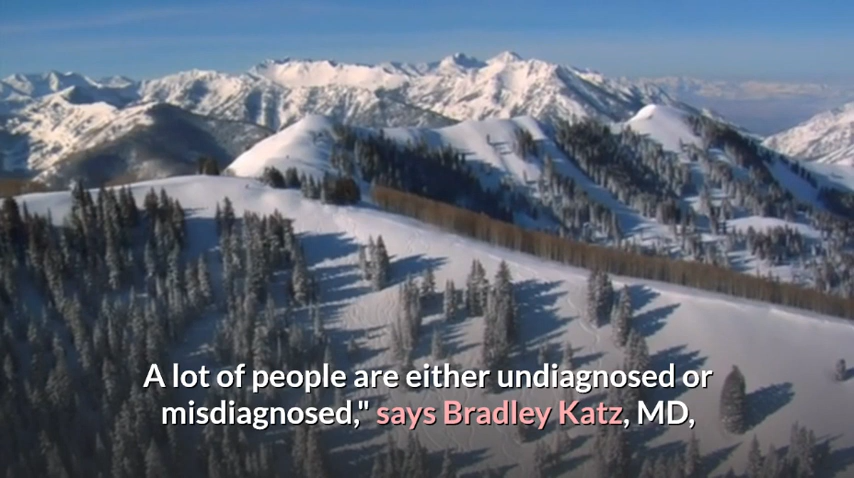 A lot of people are either undiagnosed or
misdiagnosed," says Bradley Katz, MD,